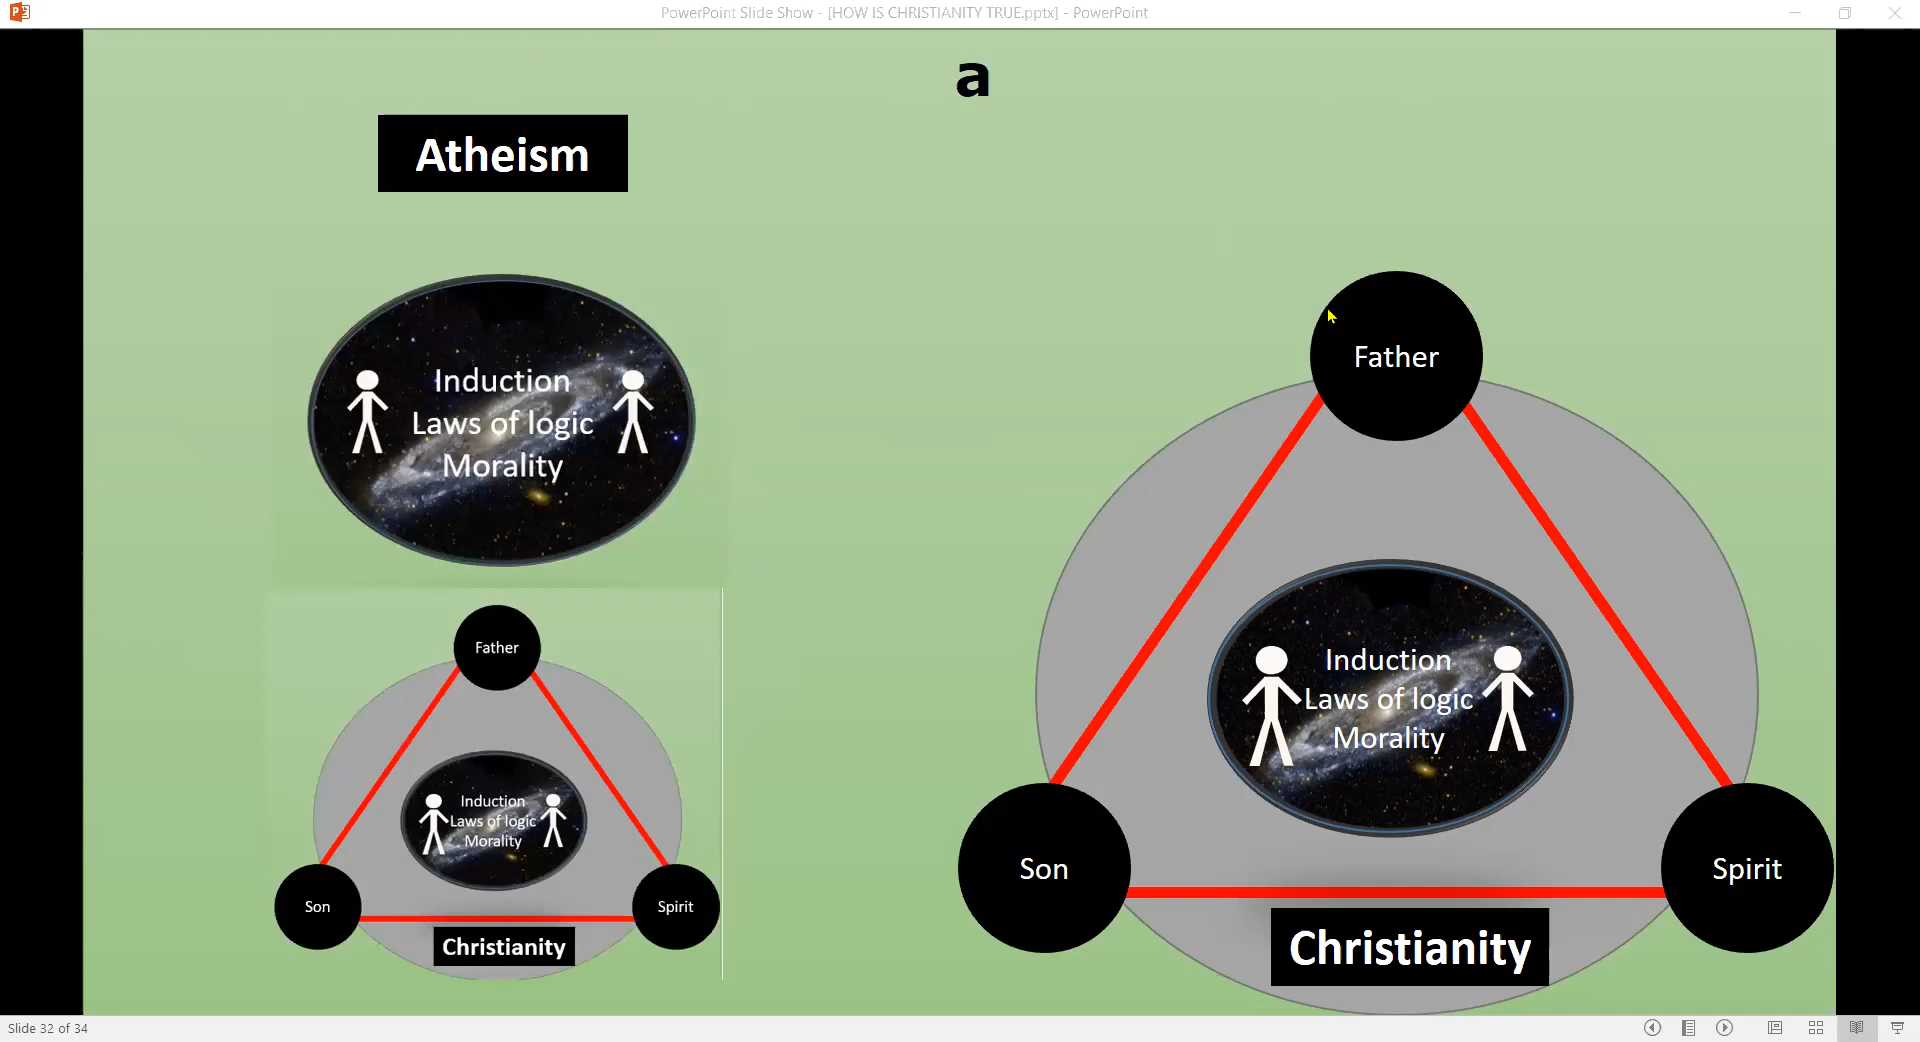 PowerPoint Slide Show - [HOW IS CHRISTIANITY TRUE.pptx] - PowerPoint
a
Atheism
Induction
Laws of logic
Morality
Father
Induction
Laws of logic
Morality
Son
Spirit
Christianity
Father
Induction
Laws of logic
Morality
Son
Spirit
Christianity
Slide 32 of 34